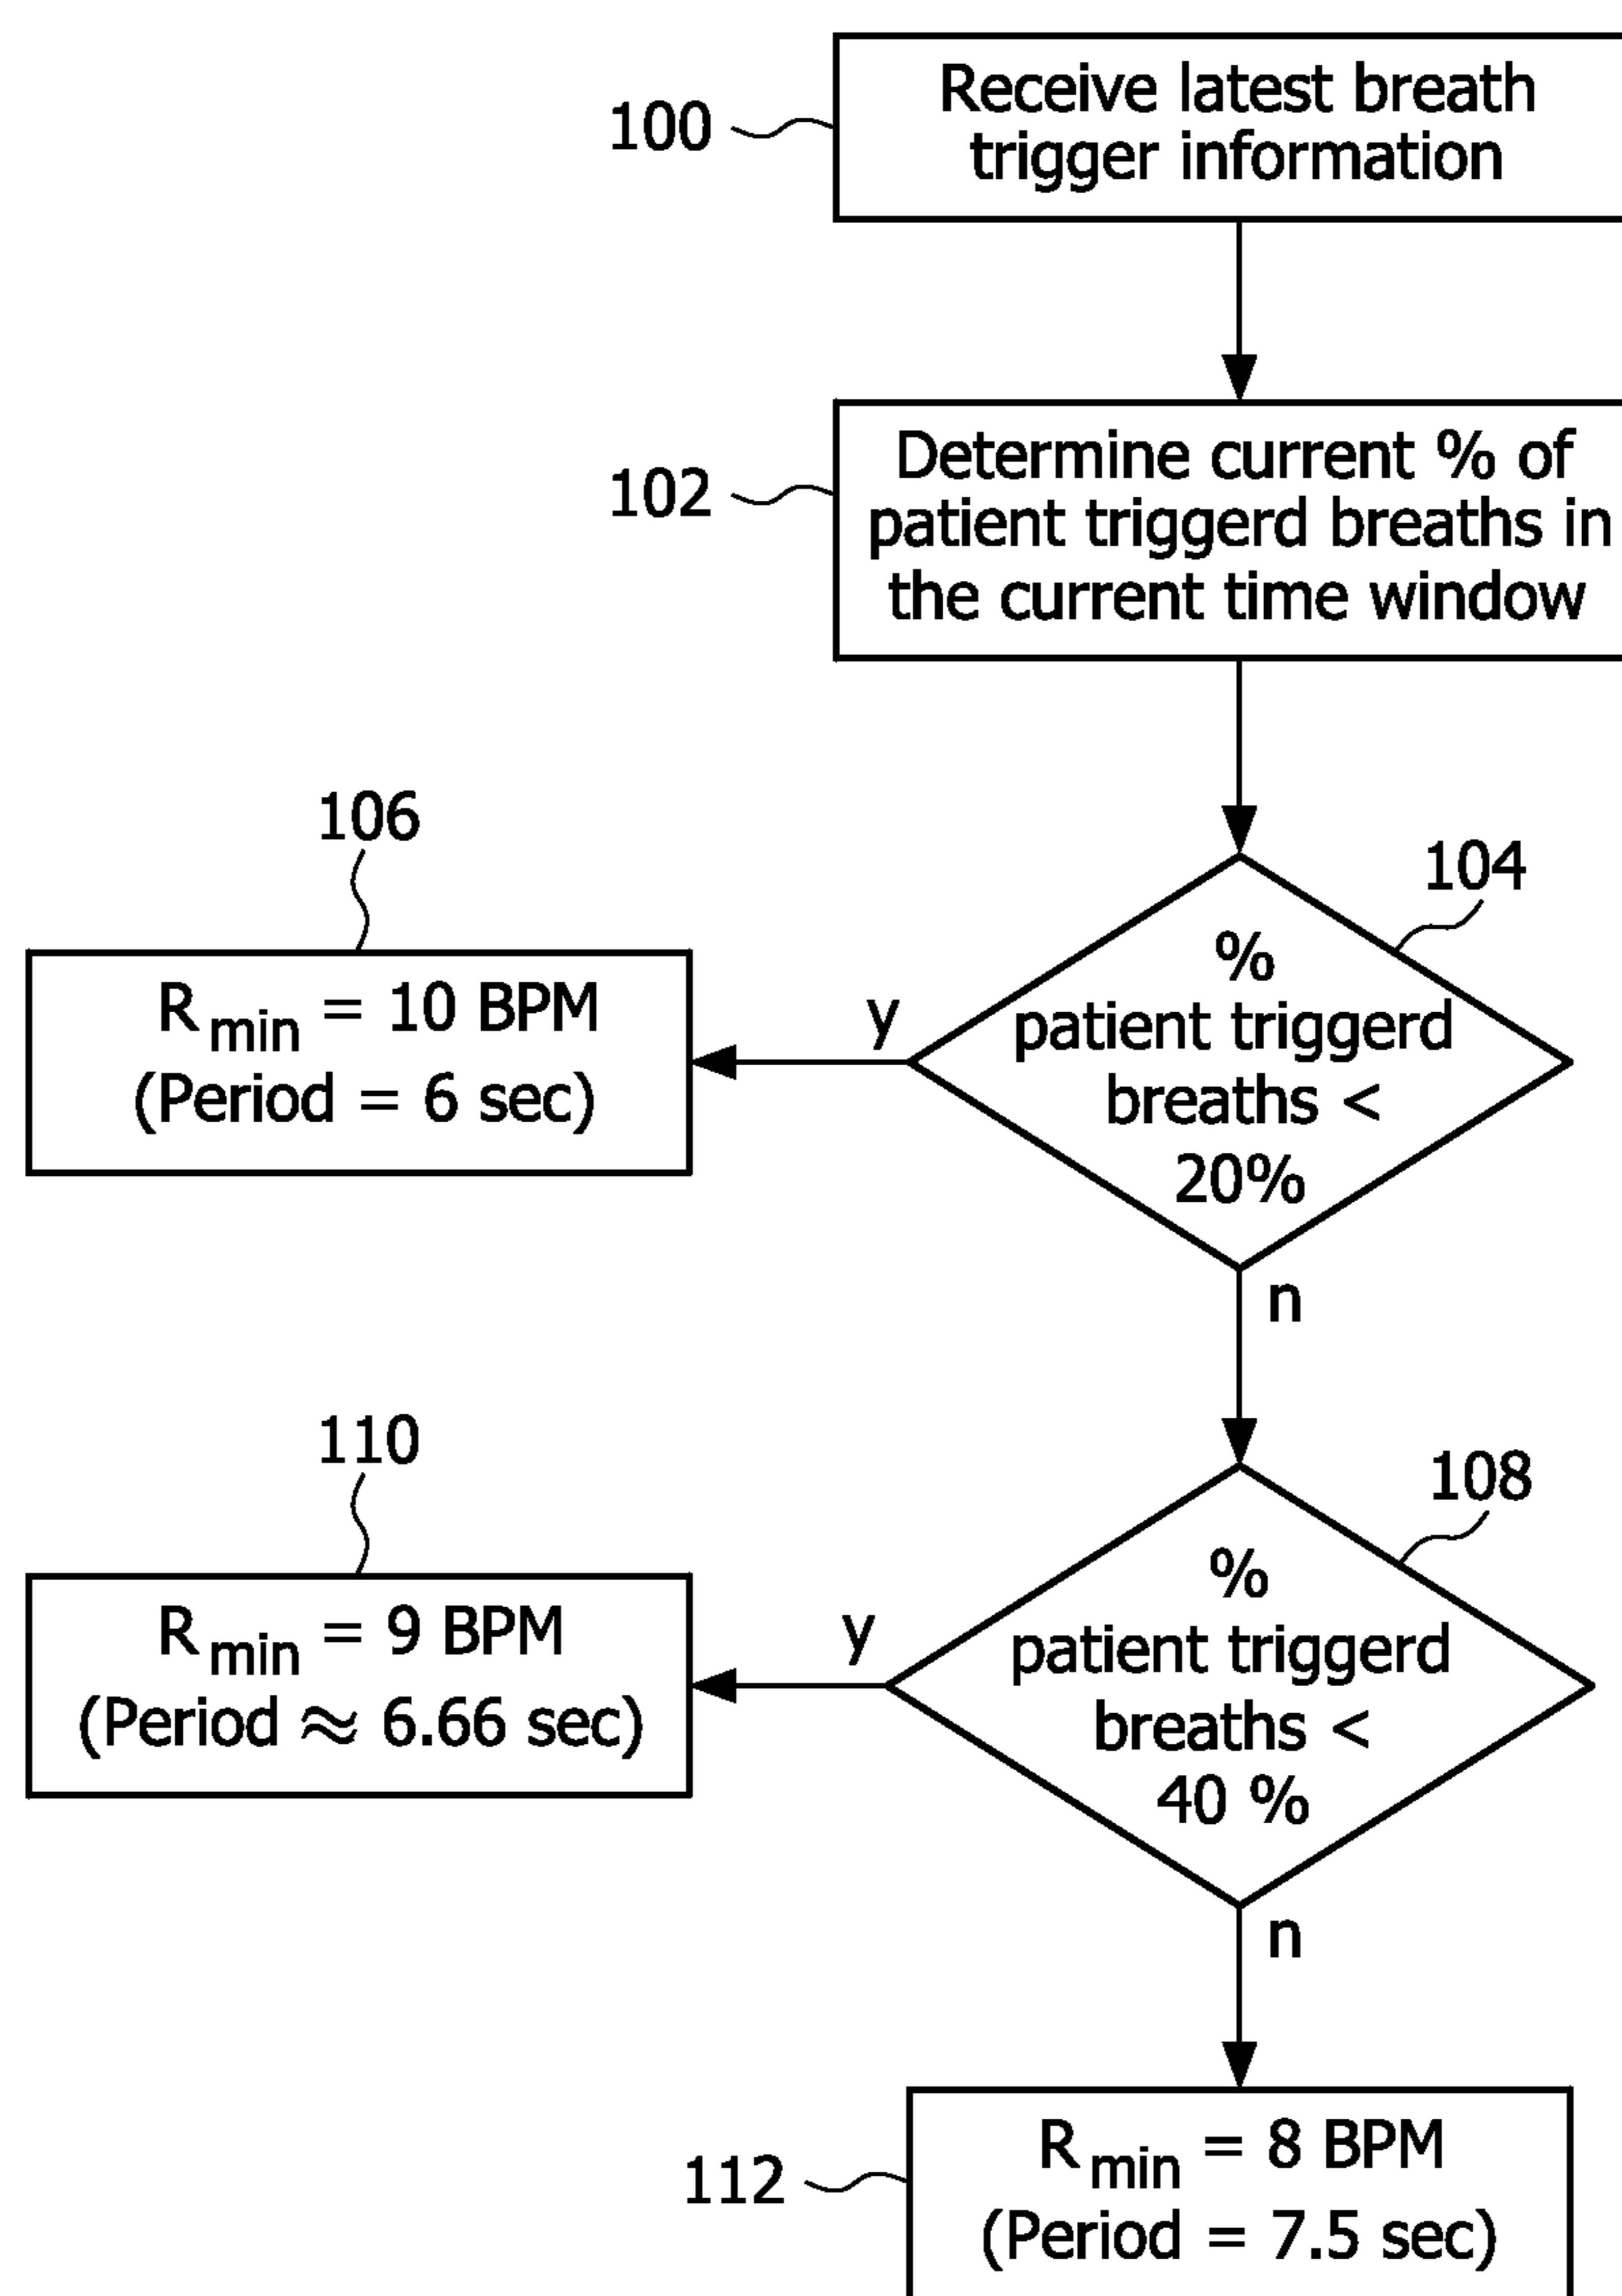 100
Receive latest breath
trigger information
102
Determine current % of
patient triggerd breaths in
the current time window
106
104
R min = 10 BPM
(Period = 6 sec)
y
%
patient triggerd
breaths <
20%
n
110
108
R min = 9 BPM
(Period ≈ 6.66 sec)
y
%
patient triggerd
breaths <
40 %
n
112
R min = 8 BPM
(Period = 7.5 sec)